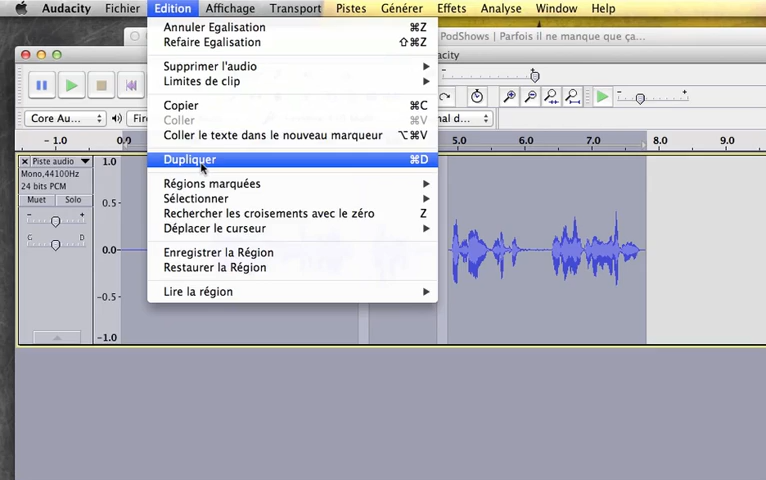 Audacity Fichier Edition Affichage Transport Pistes Générer Effets Analyse Window Help
PodShows | Parfois il ne manque que ça...
Annuler Egalisation ⌘Z
Refaire Egalisation ⇧⌘Z
Supprimer l'audio
Limites de clip
Copier ⌘C
Coller ⌘V
Coller le texte dans le nouveau marqueur ⌥⌘V
Dupliquer ⌘D
Régions marquées
Sélectionner
Rechercher les croisements avec le zéro Z
Déplacer le curseur
Enregistrer la Région
Restaurer la Région
Lire la région
Core Au...
- 1.0 0.0 5.0 6.0 7.0 8.0 9.0
Piste audio
Mono,44100Hz
24 bits PCM
Muet Solo
- +
G D
1.0
0.5
0.0
-0.5
-1.0